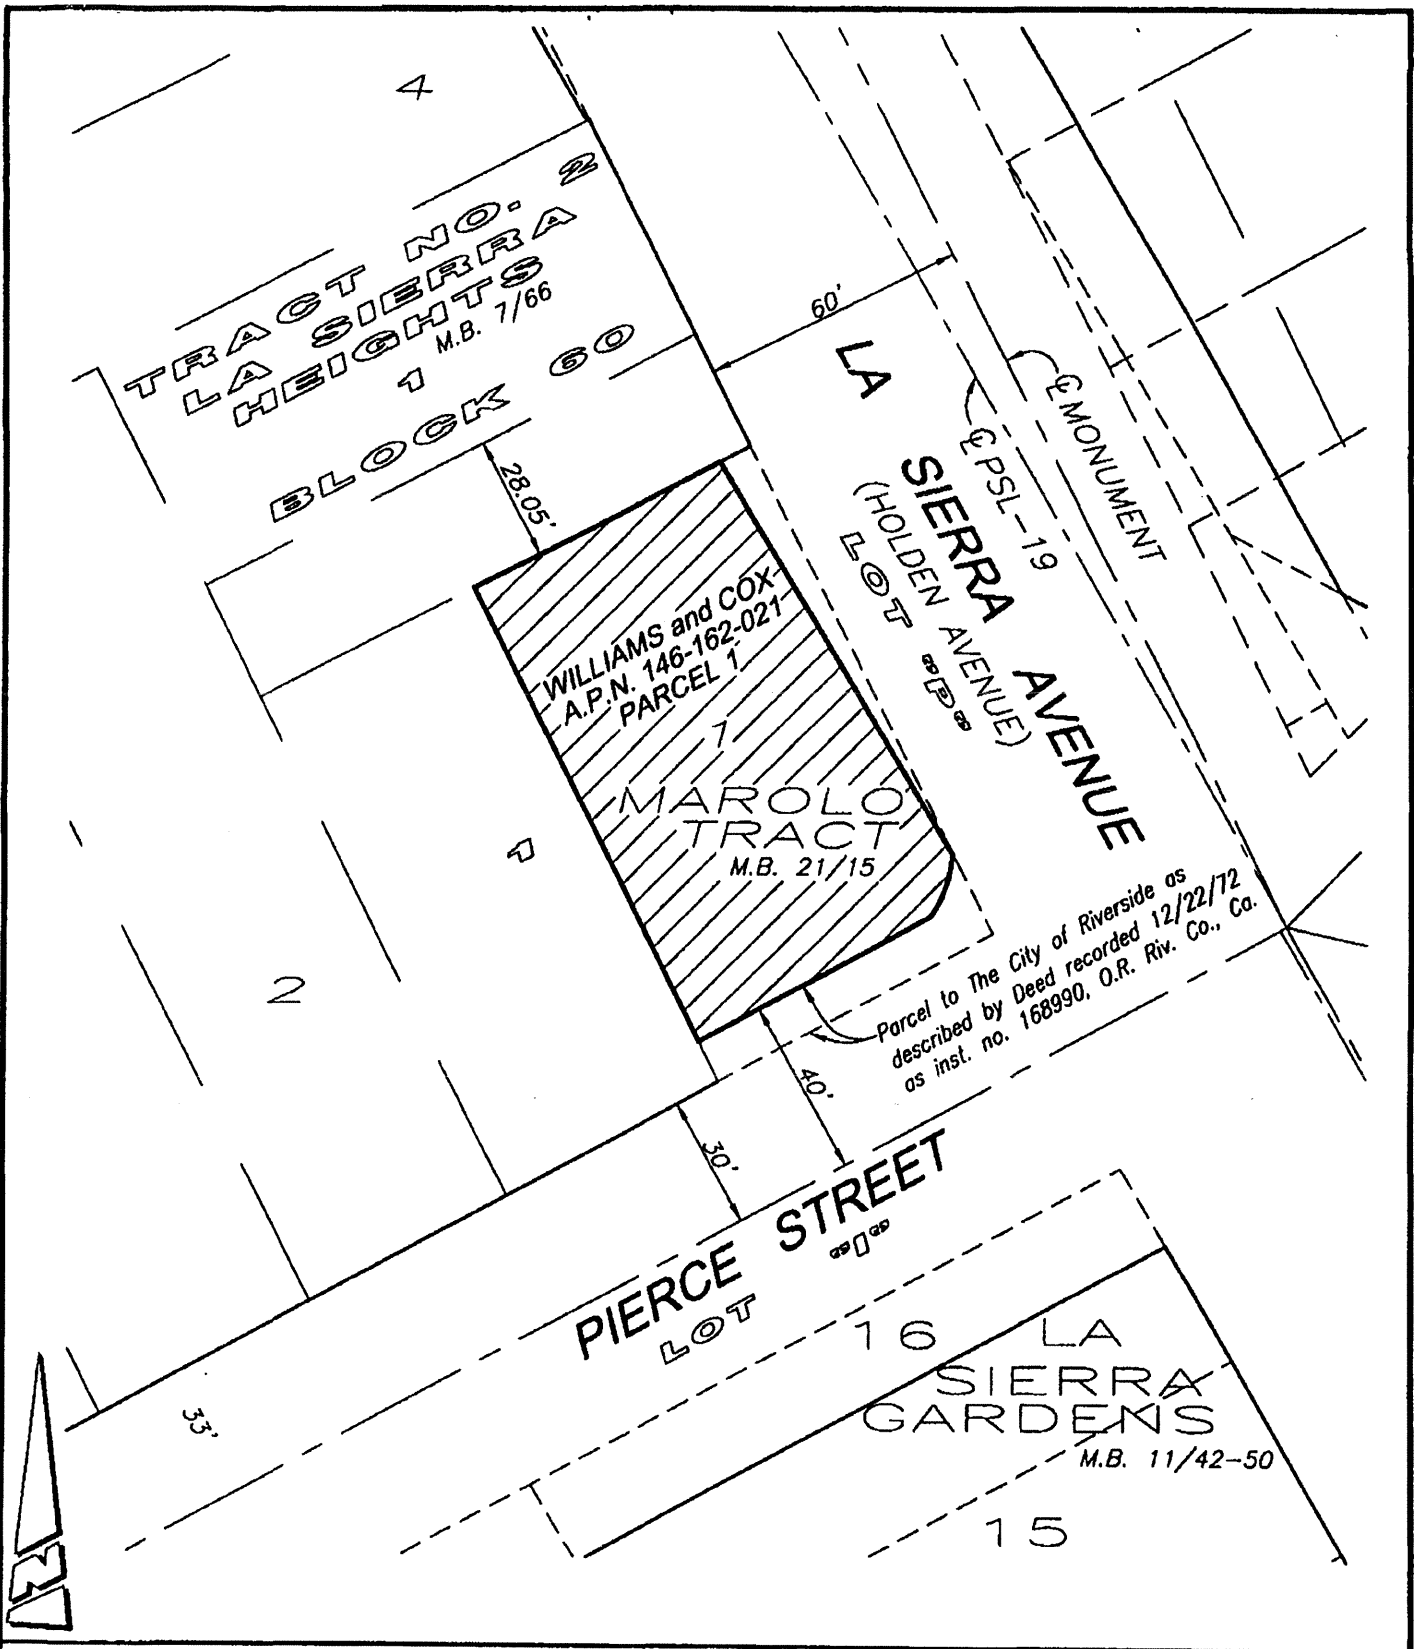 4
TRACT NO. 2
LA SIERRA
HEIGHTS
M.B. 7/66
1
BLOCK 60
28.05'
60'
LA SIERRA AVENUE
(HOLDEN AVENUE)
LOT "P"
℄ PSL-19
℄ MONUMENT
WILLIAMS and COX
A.P.N. 146-162-021
PARCEL 1
7
MAROLO
TRACT
M.B. 21/15
1
2
Parcel to The City of Riverside as
described by Deed recorded 12/22/72
as inst. no. 168990, O.R. Riv. Co., Ca.
40'
30'
PIERCE STREET
LOT "I"
33'
16
LA
SIERRA
GARDENS
M.B. 11/42-50
15
N